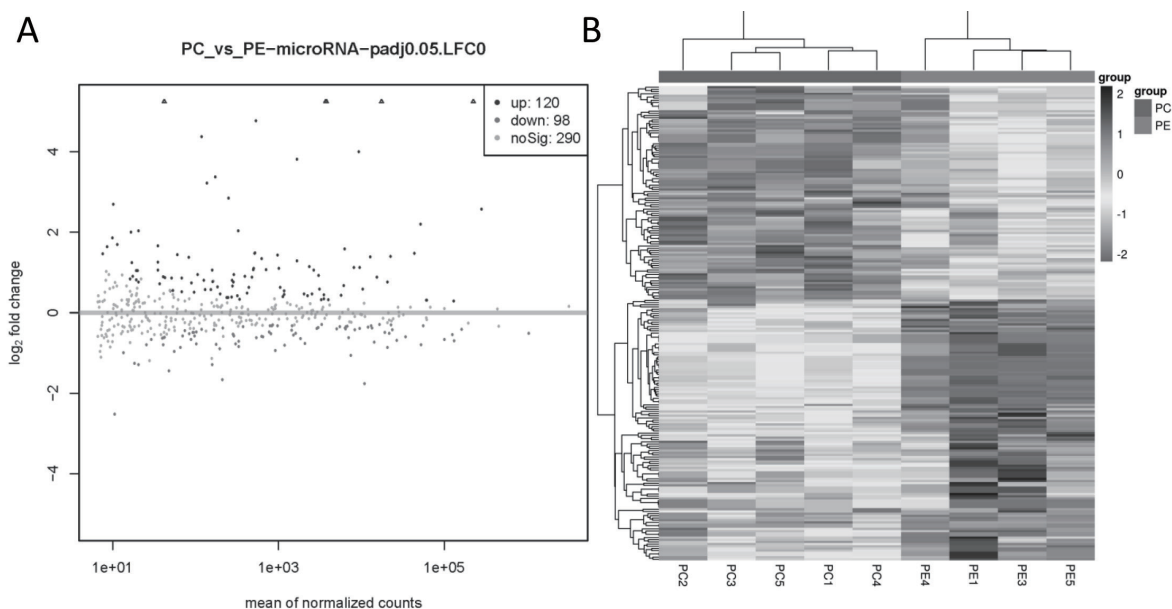 A
PC_vs_PE−microRNA−padj0.05.LFC0
up: 120
down: 98
noSig: 290
4
2
0
−2
−4
log2 fold change
1e+01
1e+03
1e+05
mean of normalized counts
B
group
2
1
0
-1
-2
group
PC
PE
PC2
PC3
PC5
PC1
PC4
PE4
PE1
PE3
PE5